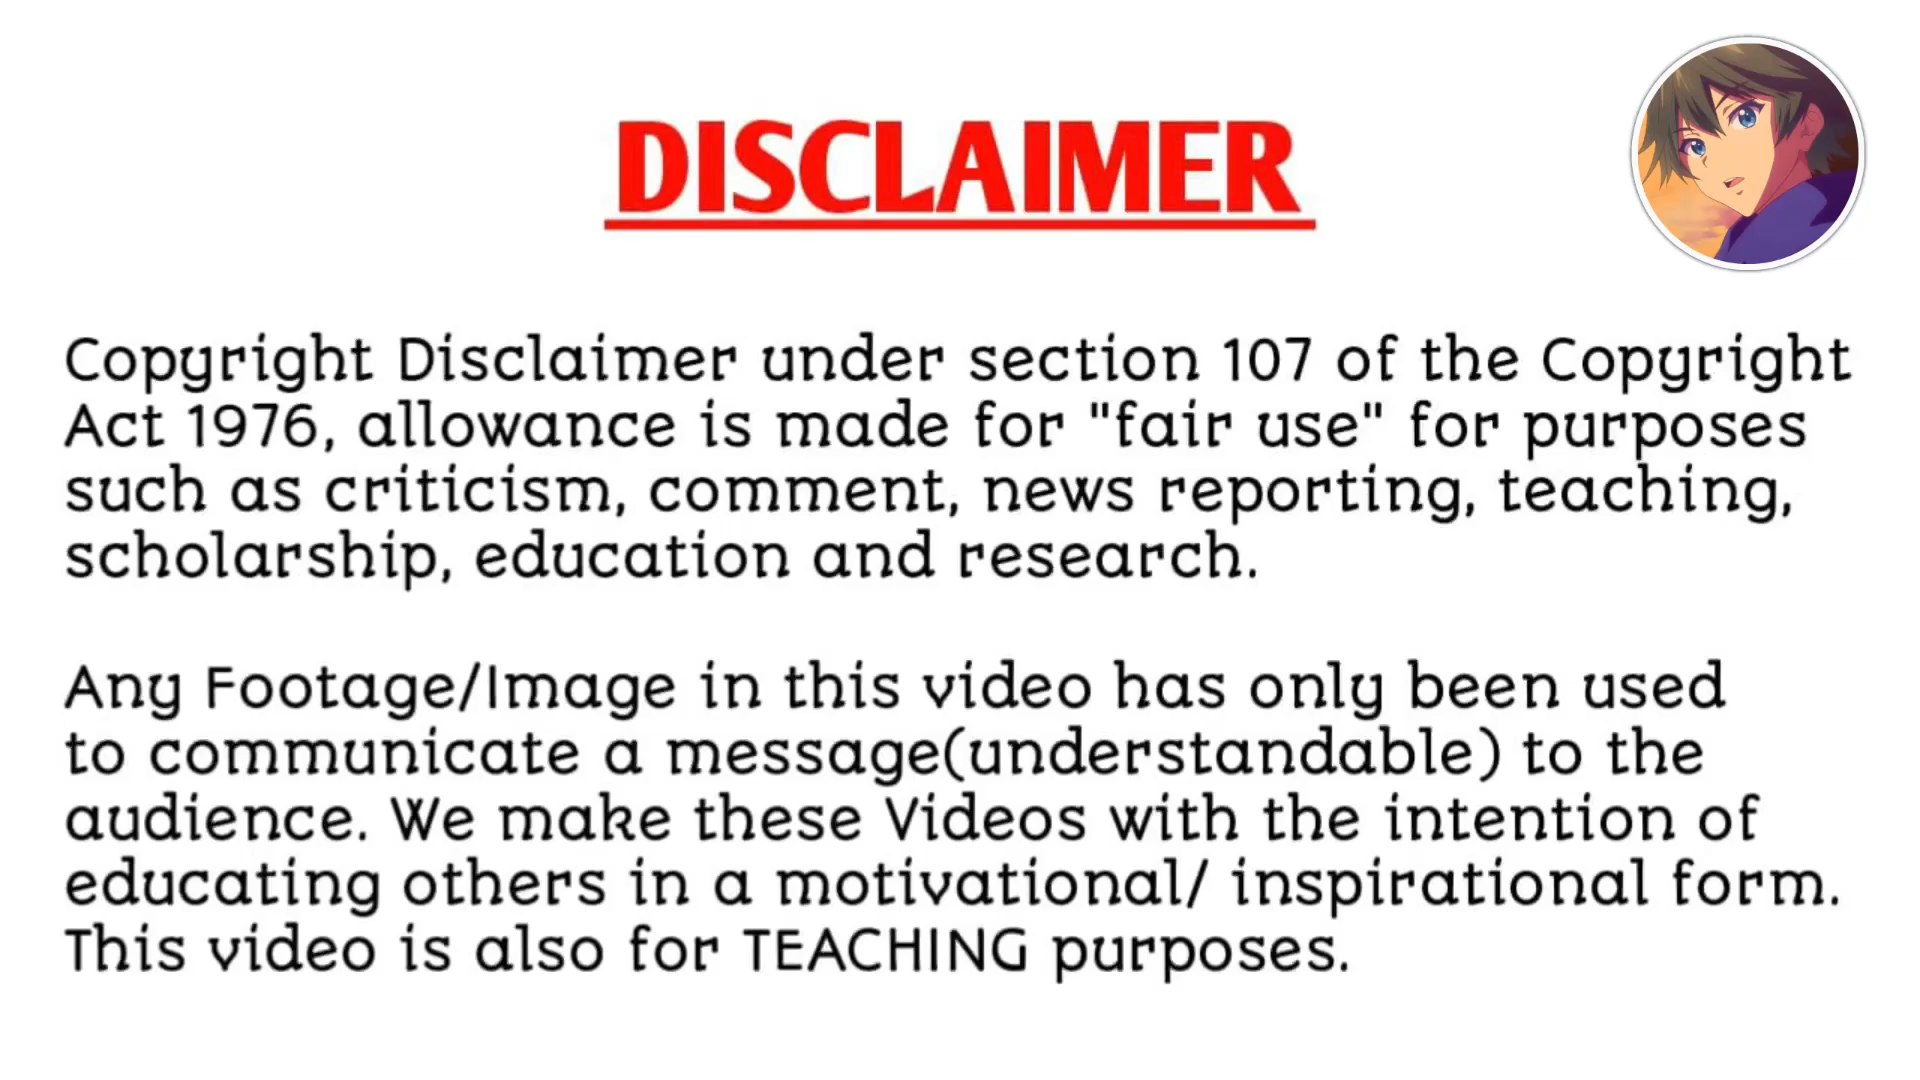 DISCLAIMER
Copyright Disclaimer under section 107 of the Copyright
Act 1976, allowance is made for "fair use" for purposes
such as criticism, comment, news reporting, teaching,
scholarship, education and research.
Any Footage/Image in this video has only been used
to communicate a message(understandable) to the
audience. We make these Videos with the intention of
educating others in a motivational/ inspirational form.
This video is also for TEACHING purposes.